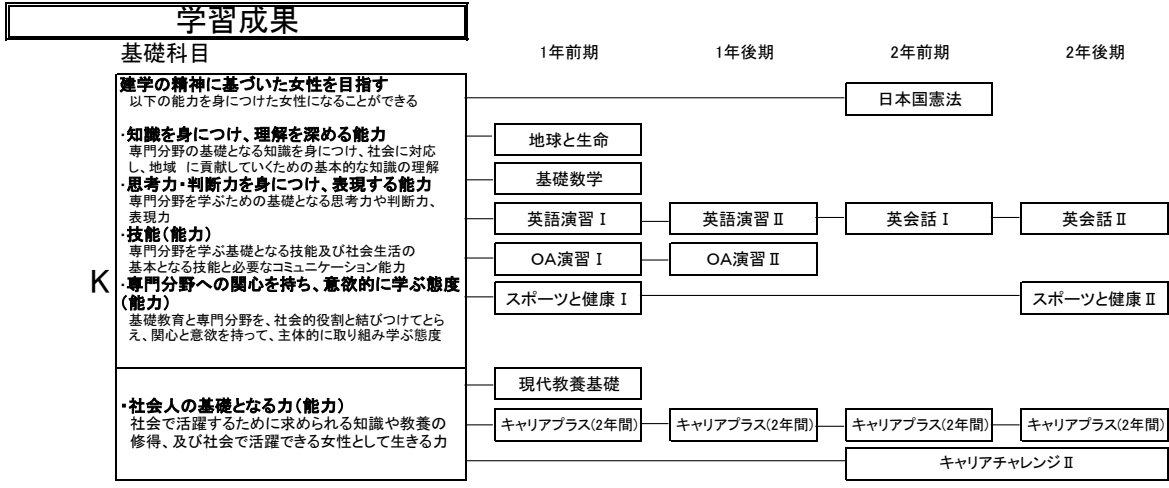 学習成果
基礎科目 1年前期 1年後期 2年前期 2年後期
建学の精神に基づいた女性を目指す
以下の能力を身につけた女性になることができる
日本国憲法
・知識を身につけ、理解を深める能力
専門分野の基礎となる知識を身につけ、社会に対応
し、地域 に貢献していくための基本的な知識の理解
地球と生命
・思考力・判断力を身につけ、表現する能力
専門分野を学ぶための基礎となる思考力や判断力、
表現力
基礎数学
英語演習Ⅰ 英語演習Ⅱ 英会話Ⅰ 英会話Ⅱ
・技能(能力)
専門分野を学ぶ基礎となる技能及び社会生活の
基本となる技能と必要なコミュニケーション能力
OA演習Ⅰ OA演習Ⅱ
K
・専門分野への関心を持ち、意欲的に学ぶ態度
(能力)
基礎教育と専門分野を、社会的役割と結びつけてとら
え、関心と意欲を持って、主体的に取り組み学ぶ態度
スポーツと健康Ⅰ スポーツと健康Ⅱ
現代教養基礎
・社会人の基礎となる力(能力)
社会で活躍するために求められる知識や教養の
修得、及び社会で活躍できる女性として生きる力
キャリアプラス(2年間) キャリアプラス(2年間) キャリアプラス(2年間) キャリアプラス(2年間)
キャリアチャレンジⅡ